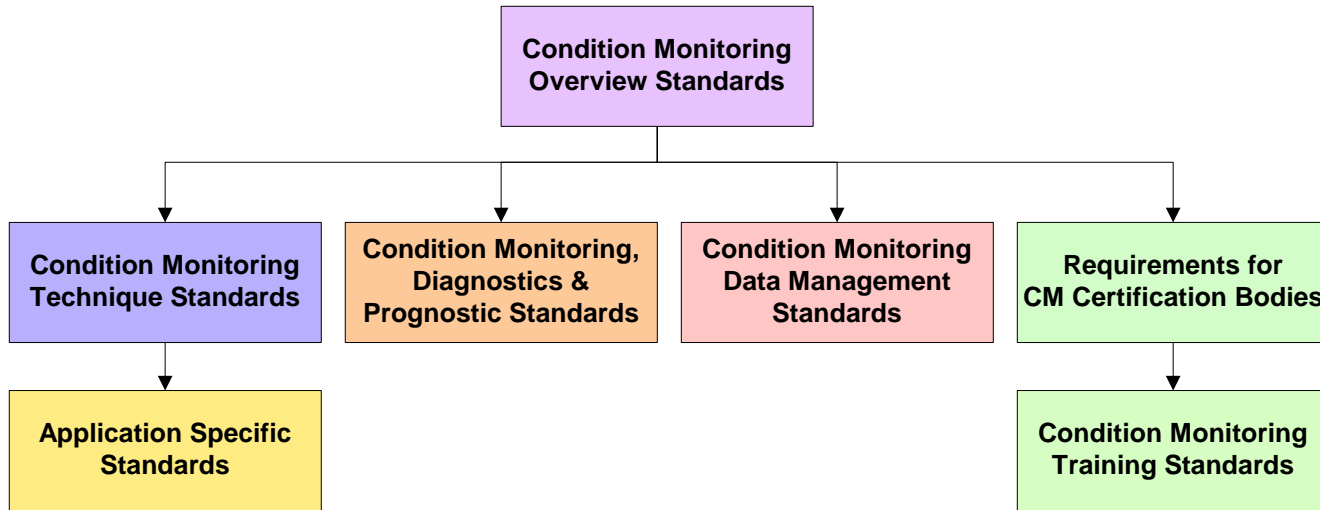 Condition Monitoring
Overview Standards
Condition Monitoring
Technique Standards
Condition Monitoring,
Diagnostics &
Prognostic Standards
Condition Monitoring
Data Management
Standards
Requirements for
CM Certification Bodies
Application Specific
Standards
Condition Monitoring
Training Standards